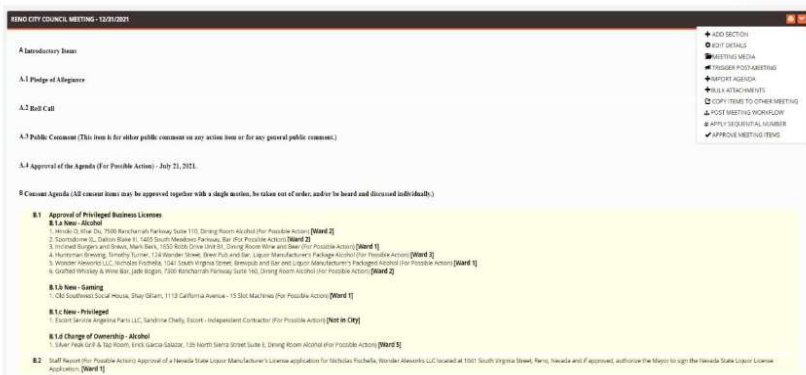 RENO CITY COUNCIL MEETING - 12/31/2021
ADD SECTION
EDIT DETAILS
MEETING MEDIA
TRIGGER POST-MEETING
IMPORT AGENDA
BULK ATTACHMENTS
COPY ITEMS TO OTHER MEETING
POST MEETING WORKFLOW
# APPLY SEQUENTIAL NUMBER
APPROVE MEETING ITEMS
A Introductory Items
A.1 Pledge of Allegiance
A.2 Roll Call
A.3 Public Comment (This item is for either public comment on any action item or for any general public comment.)
A.4 Approval of the Agenda (For Possible Action) - July 21, 2021.
B Consent Agenda (All consent items may be approved together with a single motion, be taken out of order, and/or be heard and discussed individually.)
B.1 Approval of Privileged Business Licenses
B.1.a New - Alcohol
1. Hiroki O, Khai Du, 7500 Rancharrah Parkway Suite 110, Dining Room Alcohol (For Possible Action) [Ward 2]
2. Sportsdome XL, Dalton Blake III, 1405 South Meadows Parkway, Bar (For Possible Action) [Ward 2]
3. Inclined Burgers and Brews, Mark Berk, 1650 Robb Drive Unit B1, Dining Room Wine and Beer (For Possible Action) [Ward 1]
4. Huntsman Brewing, Timothy Turner, 124 Wonder Street, Brew Pub and Bar, Liquor Manufacturer's Package Alcohol (For Possible Action) [Ward 3]
5. Wonder Aleworks LLC, Nicholas Fischella, 1041 South Virginia Street, Brewpub and Bar and Liquor Manufacturer's Packaged Alcohol (For Possible Action) [Ward 1]
6. Grafted Whiskey & Wine Bar, Jade Bogan, 7300 Rancharrah Parkway Suite 160, Dining Room Alcohol (For Possible Action) [Ward 2]
B.1.b New - Gaming
1. Old Southwest Social House, Shay Gillam, 1113 California Avenue - 15 Slot Machines (For Possible Action) [Ward 1]
B.1.c New - Privileged
1. Escort Service Angelina Paris LLC, Sandrine Chelly, Escort - Independent Contractor (For Possible Action) [Not in City]
B.1.d Change of Ownership - Alcohol
1. Silver Peak Grill & Tap Room, Erick Garcia-Salazar, 135 North Sierra Street Suite E, Dining Room Alcohol (For Possible Action) [Ward 5]
B.2 Staff Report (For Possible Action): Approval of a Nevada State Liquor Manufacturer's License application for Nicholas Fischella, Wonder Aleworks LLC located at 1041 South Virginia Street, Reno, Nevada and if approved, authorize the Mayor to sign the Nevada State Liquor License
Application. [Ward 1]